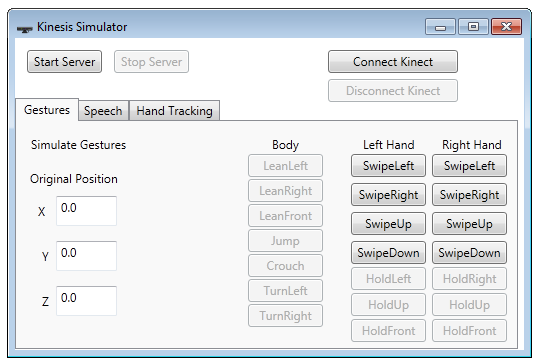 Kinesis Simulator
Start Server Stop Server Connect Kinect
Disconnect Kinect
Gestures Speech Hand Tracking
Simulate Gestures Body Left Hand Right Hand
LeanLeft SwipeLeft SwipeLeft
Original Position
LeanRight SwipeRight SwipeRight
X 0.0 LeanFront SwipeUp SwipeUp
Jump SwipeDown SwipeDown
Y 0.0 Crouch HoldLeft HoldRight
TurnLeft HoldUp HoldUp
Z 0.0 TurnRight HoldFront HoldFront